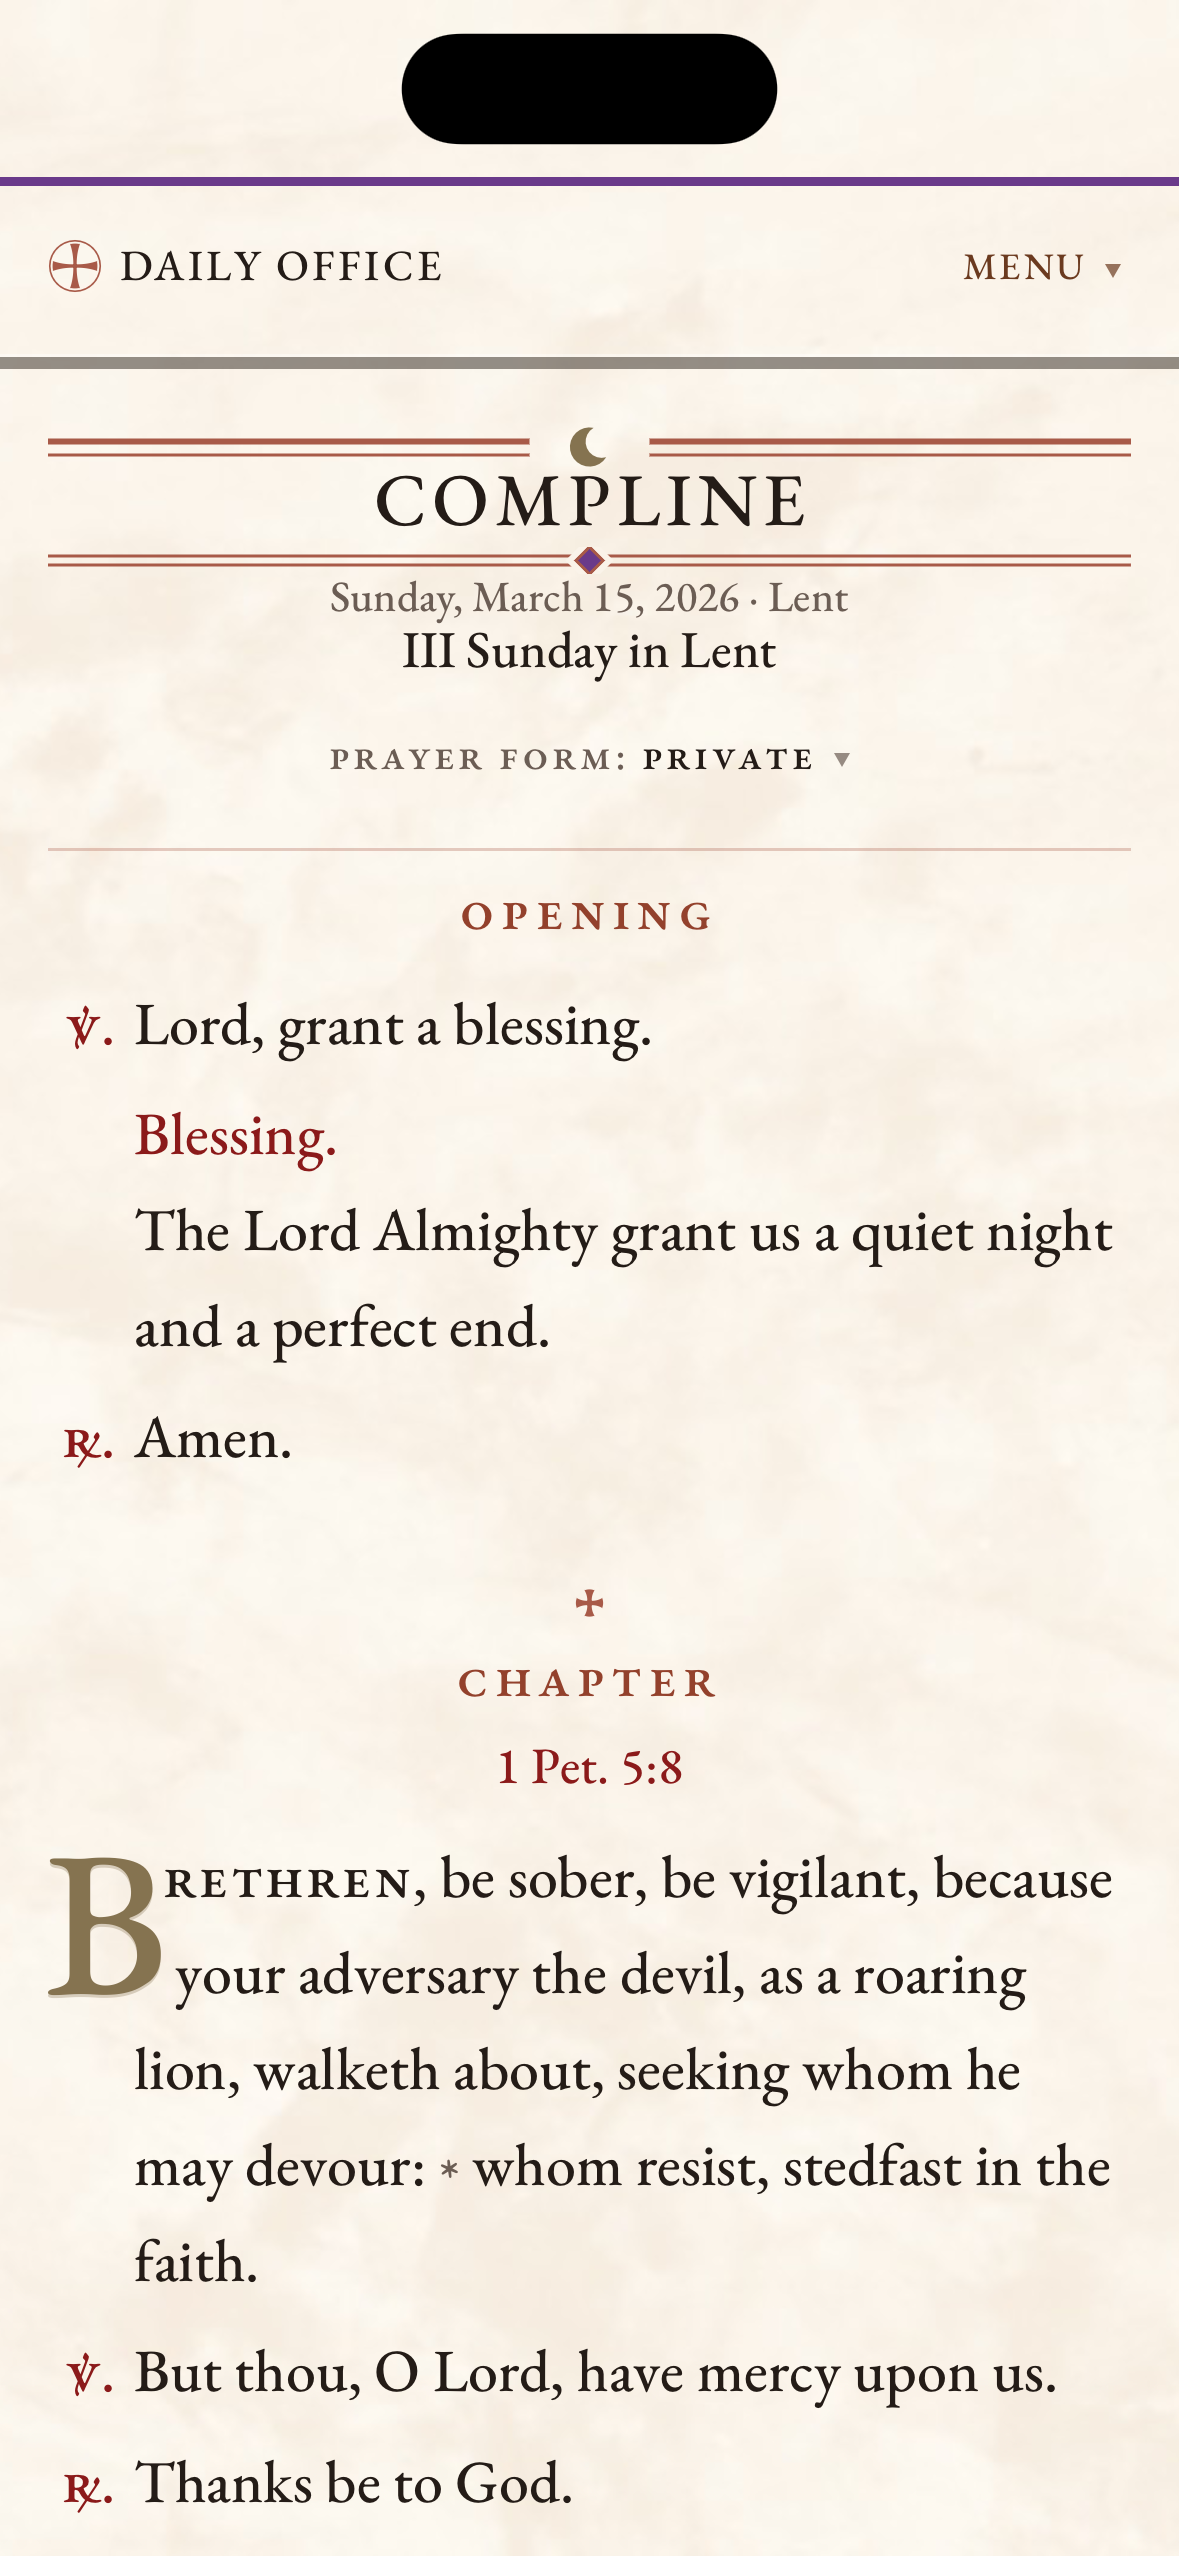 DAILY OFFICE
MENU ▼
COMPLINE
Sunday, March 15, 2026 · Lent
III Sunday in Lent
PRAYER FORM: PRIVATE ▼
OPENING
℣. Lord, grant a blessing.
Blessing.
The Lord Almighty grant us a quiet night
and a perfect end.
℟. Amen.
✠
CHAPTER
1 Pet. 5:8
BRETHREN, be sober, be vigilant, because
your adversary the devil, as a roaring
lion, walketh about, seeking whom he
may devour: * whom resist, stedfast in the
faith.
℣. But thou, O Lord, have mercy upon us.
℟. Thanks be to God.